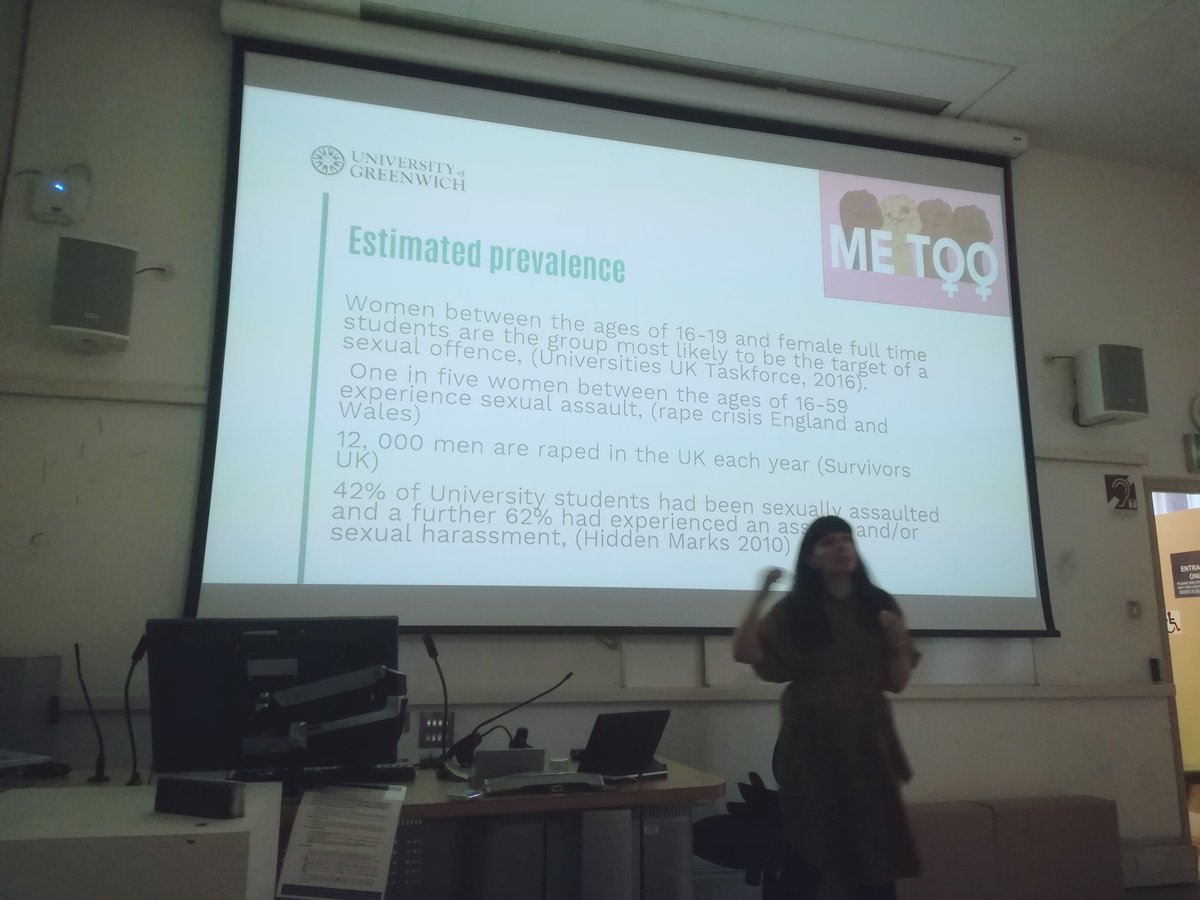 UNIVERSITY of
GREENWICH
ME TOO
Estimated prevalence
Women between the ages of 16-19 and female full time
students are the group most likely to be the target of a
sexual offence, (Universities UK Taskforce, 2016).
One in five women between the ages of 16-59
experience sexual assault, (rape crisis England and
Wales)
12, 000 men are raped in the UK each year (Survivors
UK)
42% of University students had been sexually assaulted
and a further 62% had experienced an and/or
sexual harassment, (Hidden Marks 2010)
ENTRA
ONL